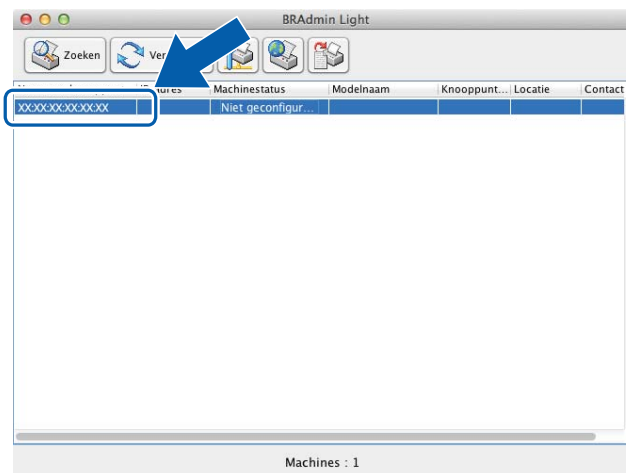 BRAdmin Light
Zoeken
Machinestatus Modelnaam Knooppunt... Locatie Contact
XX:XX:XX:XX:XX:XX Niet geconfigur...
Machines : 1